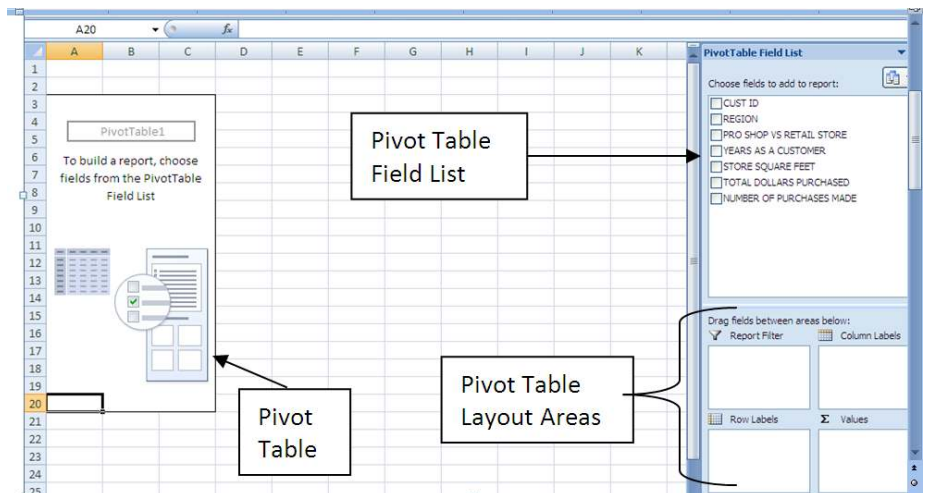 A20
fx
A B C D E F G H I J K
PivotTable Field List
1
2
3
4
5
6
7
8
9
10
11
12
13
14
15
16
17
18
19
20
21
22
23
24
25
PivotTable1
To build a report, choose
fields from the PivotTable
Field List
Pivot Table
Field List
Pivot
Table
Pivot Table
Layout Areas
Choose fields to add to report:
CUST ID
REGION
PRO SHOP VS RETAIL STORE
YEARS AS A CUSTOMER
STORE SQUARE FEET
TOTAL DOLLARS PURCHASED
NUMBER OF PURCHASES MADE
Drag fields between areas below:
Report Filter
Column Labels
Row Labels
Σ Values